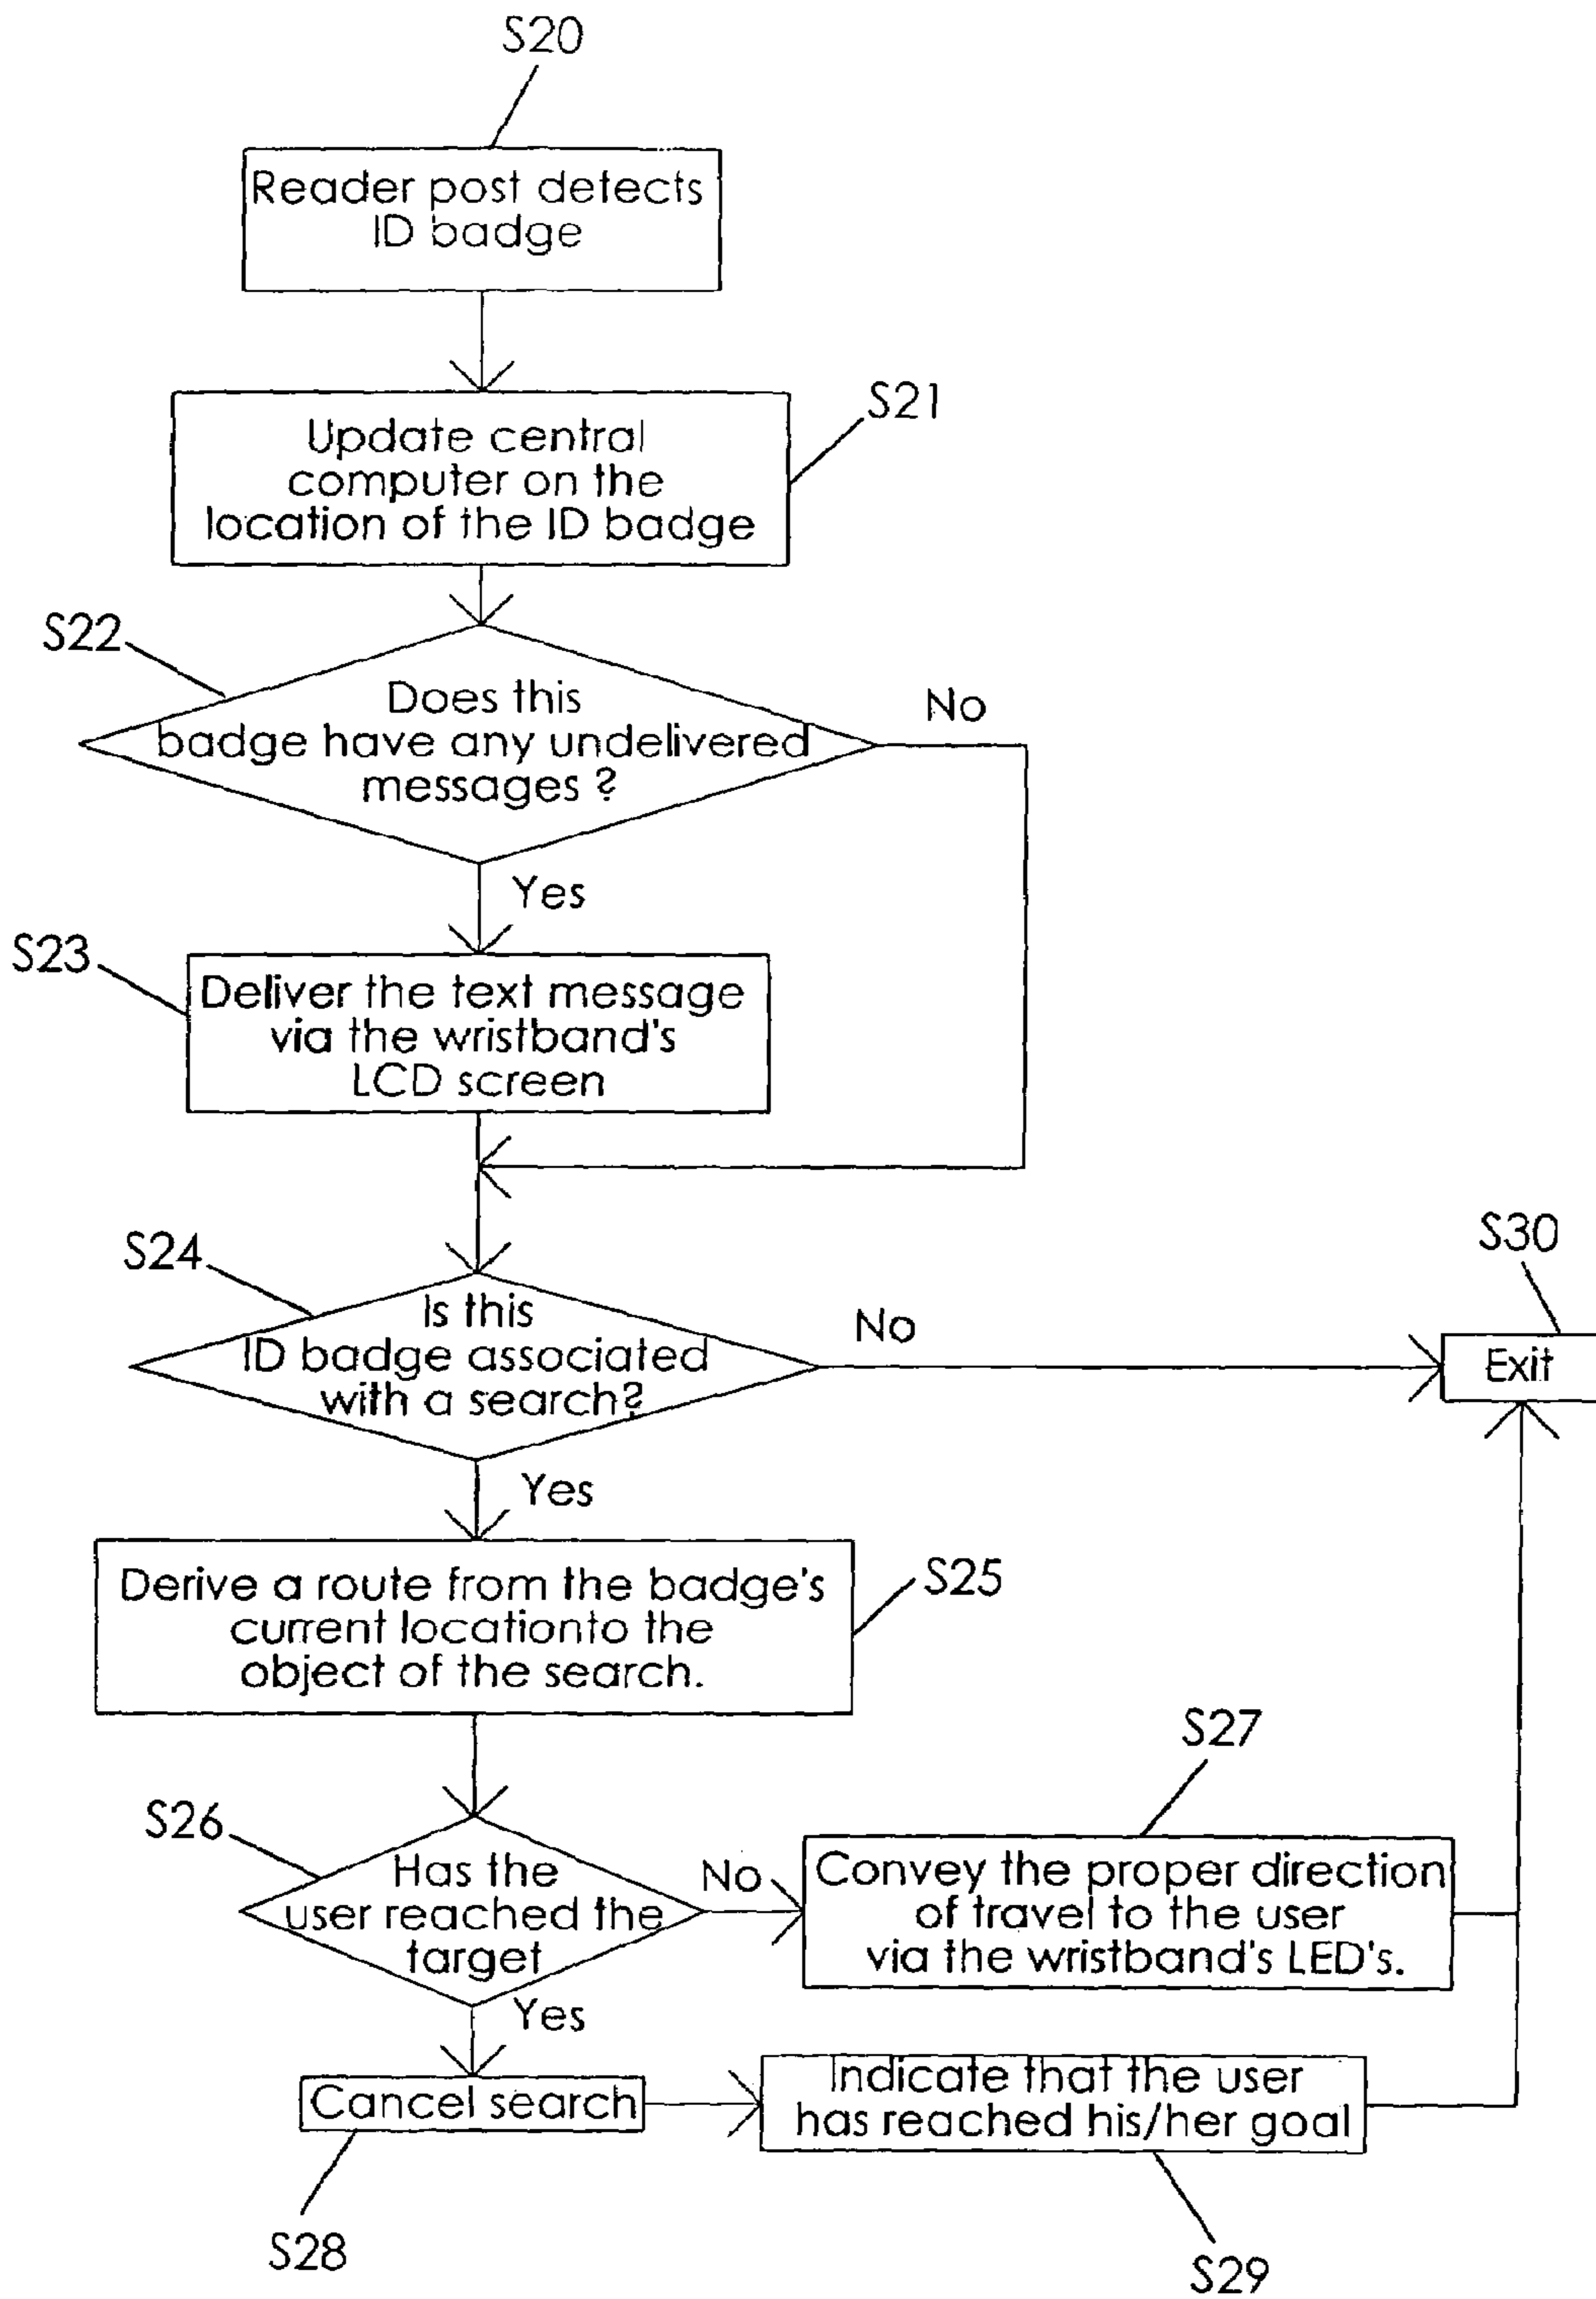 S20
Reader post detects
ID badge
S21
Update central
computer on the
location of the ID badge
S22
Does this
badge have any undelivered
messages ?
No
Yes
S23
Deliver the text message
via the wristband's
LCD screen
S24
Is this
ID badge associated
with a search?
No
S30
Exit
Yes
Derive a route from the badge's
current locationto the
object of the search.
S25
S26
Has the
user reached the
target
No
S27
Convey the proper direction
of travel to the user
via the wristband's LED's.
Yes
Cancel search
S28
Indicate that the user
has reached his/her goal
S29